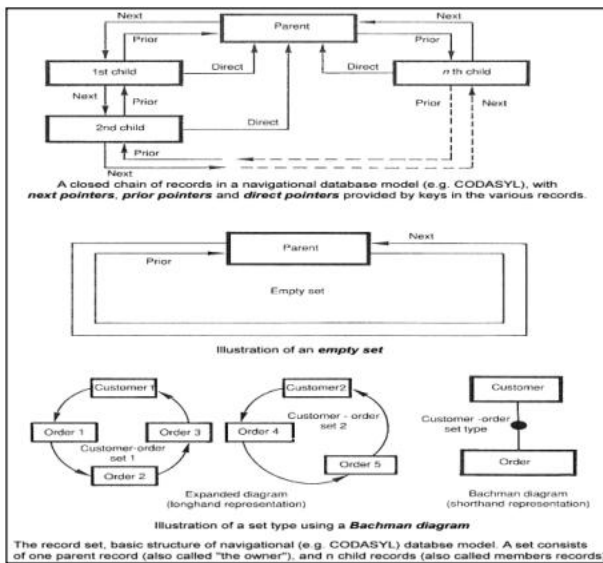 Next
Parent
Next
Prior
Prior
1st child
Direct
Direct
n th child
Next
Prior
Prior
Next
2nd child
Direct
Prior
Next
A closed chain of records in a navigational database model (e.g. CODASYL), with
next pointers, prior pointers and direct pointers provided by keys in the various records.
Parent
Next
Prior
Empty set
Illustration of an empty set
Customer 1
Order 1
Order 3
Customer-order
set 1
Order 2
Customer2
Order 4
Customer - order
set 2
Order 5
Expanded diagram
(longhand representation)
Customer
Customer -order
set type
Order
Bachman diagram
(shorthand representation)
Illustration of a set type using a Bachman diagram
The record set, basic structure of navigational (e.g. CODASYL) databse model. A set consists
of one parent record (also called "the owner"), and n child records (also called members records)